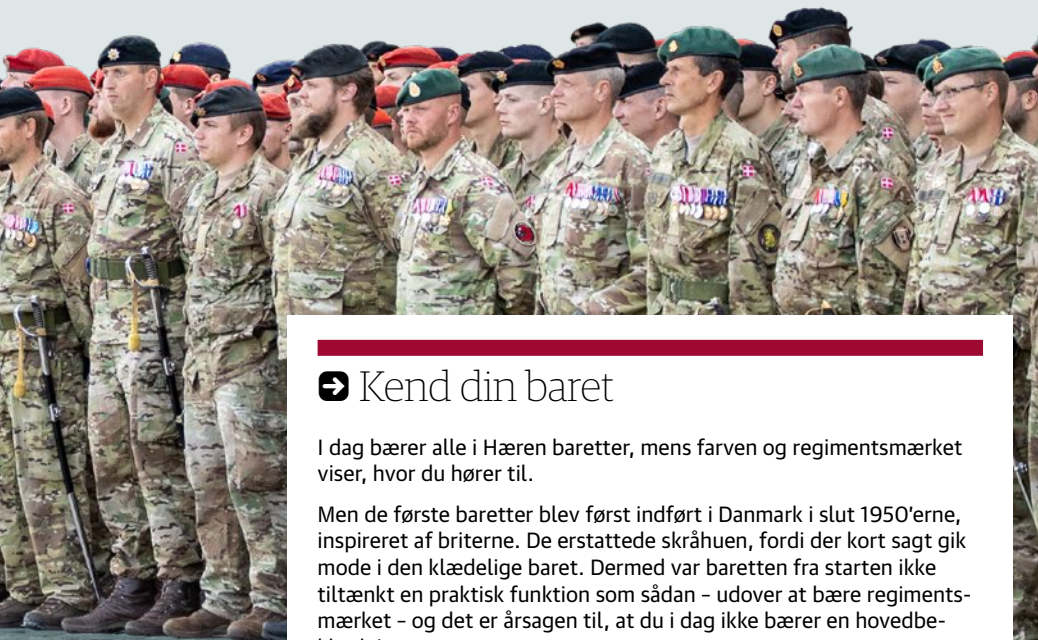 Kend din baret
I dag bærer alle i Hæren baretter, mens farven og regimentsmærket
viser, hvor du hører til.
Men de første baretter blev først indført i Danmark i slut 1950’erne,
inspireret af briterne. De erstattede skråhuen, fordi der kort sagt gik
mode i den klædelige baret. Dermed var baretten fra starten ikke
tiltænkt en praktisk funktion som sådan – udover at bære regiments-
mærket – og det er årsagen til, at du i dag ikke bærer en hovedbe-